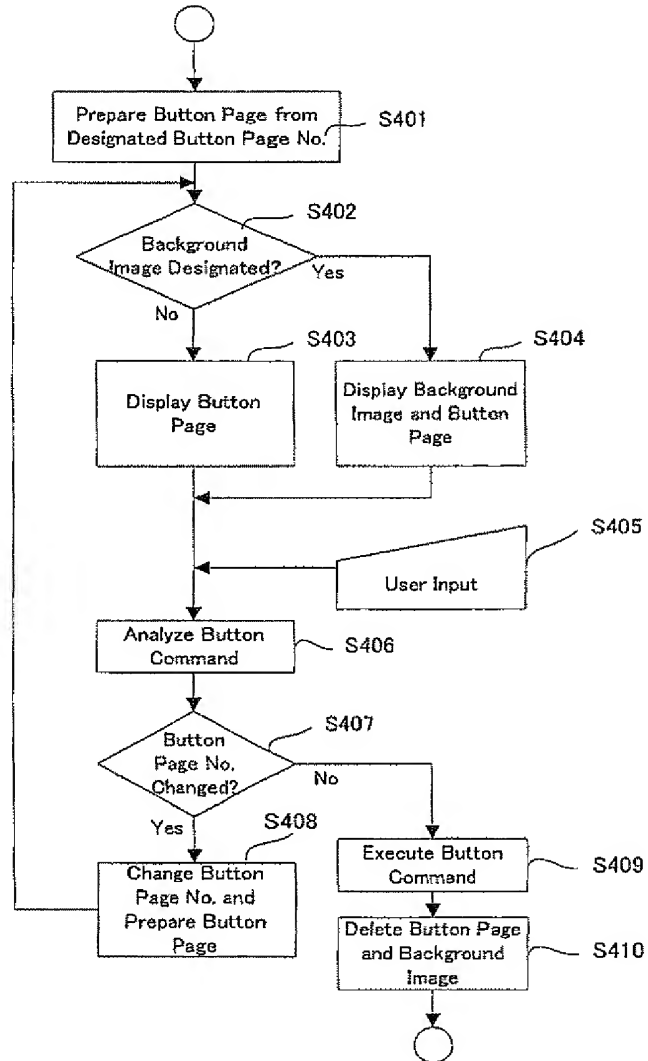 Prepare Button Page from
Designated Button Page No.
S401
S402
Background
Image Designated?
Yes
No
S403
S404
Display Button
Page
Display Background
Image and Button
Page
S405
User Input
Analyze Button
Command
S406
S407
Button
Page No.
Changed?
No
Yes
S408
Change Button
Page No. and
Prepare Button
Page
Execute Button
Command
S409
Delete Button Page
and Background
Image
S410